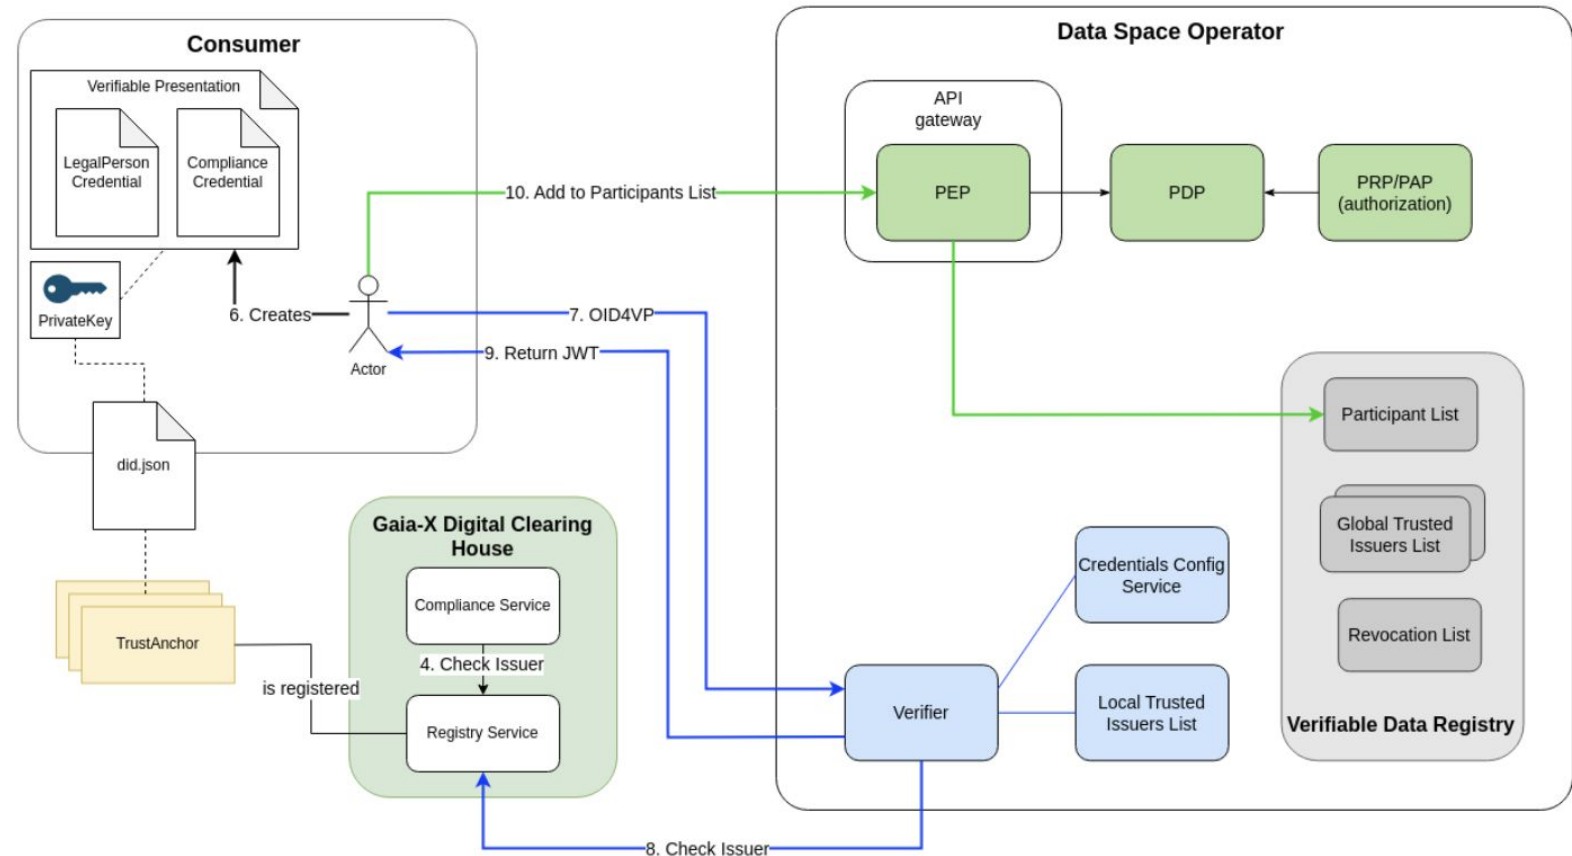 Consumer
Verifiable Presentation
LegalPerson
Credential
Compliance
Credential
PrivateKey
6. Creates
Actor
did.json
TrustAnchor
is registered
Gaia-X Digital Clearing
House
Compliance Service
4. Check Issuer
Registry Service
10. Add to Participants List
7. OID4VP
9. Return JWT
8. Check Issuer
Data Space Operator
API
gateway
PEP
PDP
PRP/PAP
(authorization)
Participant List
Global Trusted
Issuers List
Revocation List
Verifiable Data Registry
Credentials Config
Service
Verifier
Local Trusted
Issuers List